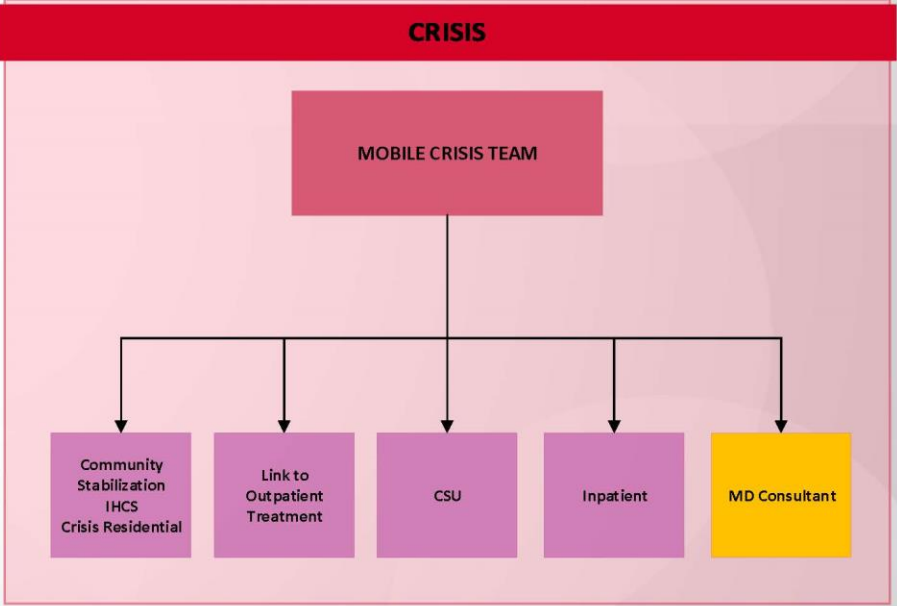 CRISIS
MOBILE CRISIS TEAM
Community
Stabilization
IHCS
Crisis Residential
Link to
Outpatient
Treatment
CSU
Inpatient
MD Consultant